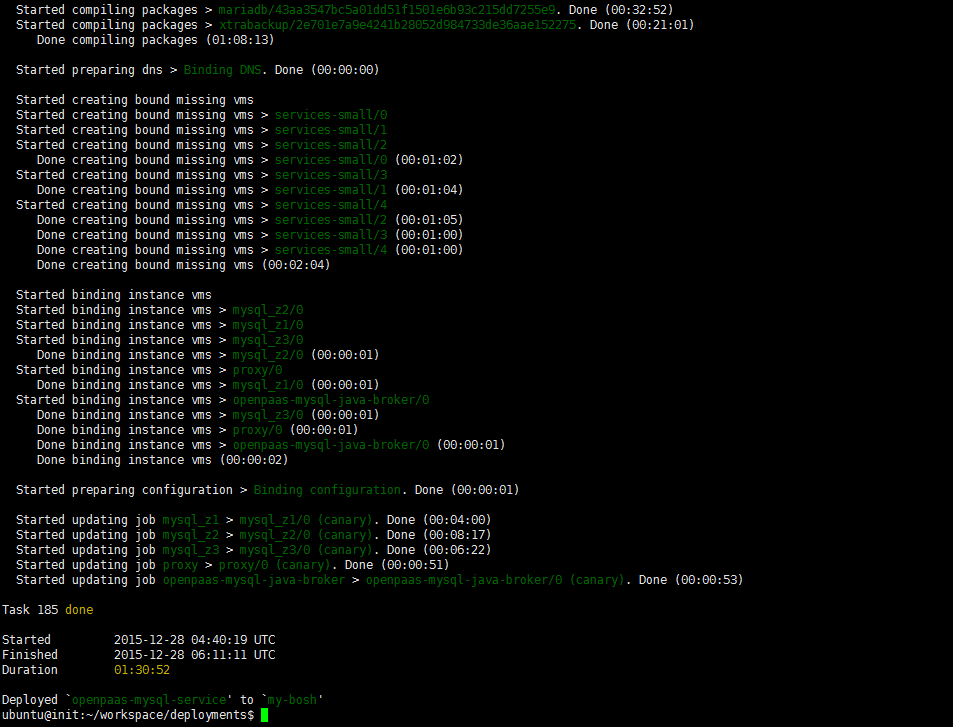 Started compiling packages > mariadb/43aa3547bc5a01dd51f1501e6b93c215dd7255e9. Done (00:32:52)
Started compiling packages > xtrabackup/2e701e7a9e4241b28052d984733de36aae152275. Done (00:21:01)
Done compiling packages (01:08:13)
Started preparing dns > Binding DNS. Done (00:00:00)
Started creating bound missing vms
Started creating bound missing vms > services-small/0
Started creating bound missing vms > services-small/1
Started creating bound missing vms > services-small/2
Done creating bound missing vms > services-small/0 (00:01:02)
Started creating bound missing vms > services-small/3
Done creating bound missing vms > services-small/1 (00:01:04)
Started creating bound missing vms > services-small/4
Done creating bound missing vms > services-small/2 (00:01:05)
Done creating bound missing vms > services-small/3 (00:01:00)
Done creating bound missing vms > services-small/4 (00:01:00)
Done creating bound missing vms (00:02:04)
Started binding instance vms
Started binding instance vms > mysql_z2/0
Started binding instance vms > mysql_z1/0
Started binding instance vms > mysql_z3/0
Done binding instance vms > mysql_z2/0 (00:00:01)
Started binding instance vms > proxy/0
Done binding instance vms > mysql_z1/0 (00:00:01)
Started binding instance vms > openpaas-mysql-java-broker/0
Done binding instance vms > mysql_z3/0 (00:00:01)
Done binding instance vms > proxy/0 (00:00:01)
Done binding instance vms > openpaas-mysql-java-broker/0 (00:00:01)
Done binding instance vms (00:00:02)
Started preparing configuration > Binding configuration. Done (00:00:01)
Started updating job mysql_z1 > mysql_z1/0 (canary). Done (00:04:00)
Started updating job mysql_z2 > mysql_z2/0 (canary). Done (00:08:17)
Started updating job mysql_z3 > mysql_z3/0 (canary). Done (00:06:22)
Started updating job proxy > proxy/0 (canary). Done (00:00:51)
Started updating job openpaas-mysql-java-broker > openpaas-mysql-java-broker/0 (canary). Done (00:00:53)
Task 185 done
Started 2015-12-28 04:40:19 UTC
Finished 2015-12-28 06:11:11 UTC
Duration 01:30:52
Deployed `openpaas-mysql-service' to `my-bosh'
ubuntu@init:~/workspace/deployments$